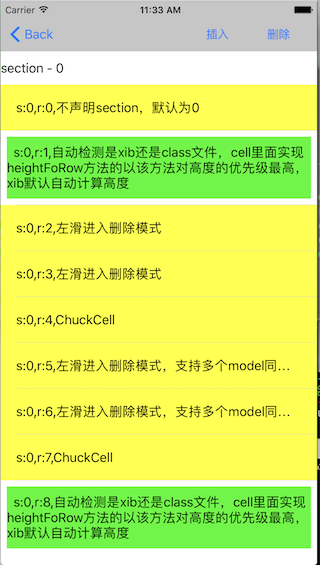 Carrier 11:33 AM
Back 插入 删除
section - 0
s:0,r:0,不声明section，默认为0
s:0,r:1,自动检测是xib还是class文件，cell里面实现
heightFoRow方法的以该方法对高度的优先级最高，
xib默认自动计算高度
s:0,r:2,左滑进入删除模式
s:0,r:3,左滑进入删除模式
s:0,r:4,ChuckCell
s:0,r:5,左滑进入删除模式，支持多个model同...
s:0,r:6,左滑进入删除模式，支持多个model同...
s:0,r:7,ChuckCell
s:0,r:8,自动检测是xib还是class文件，cell里面实现
heightFoRow方法的以该方法对高度的优先级最高，
xib默认自动计算高度